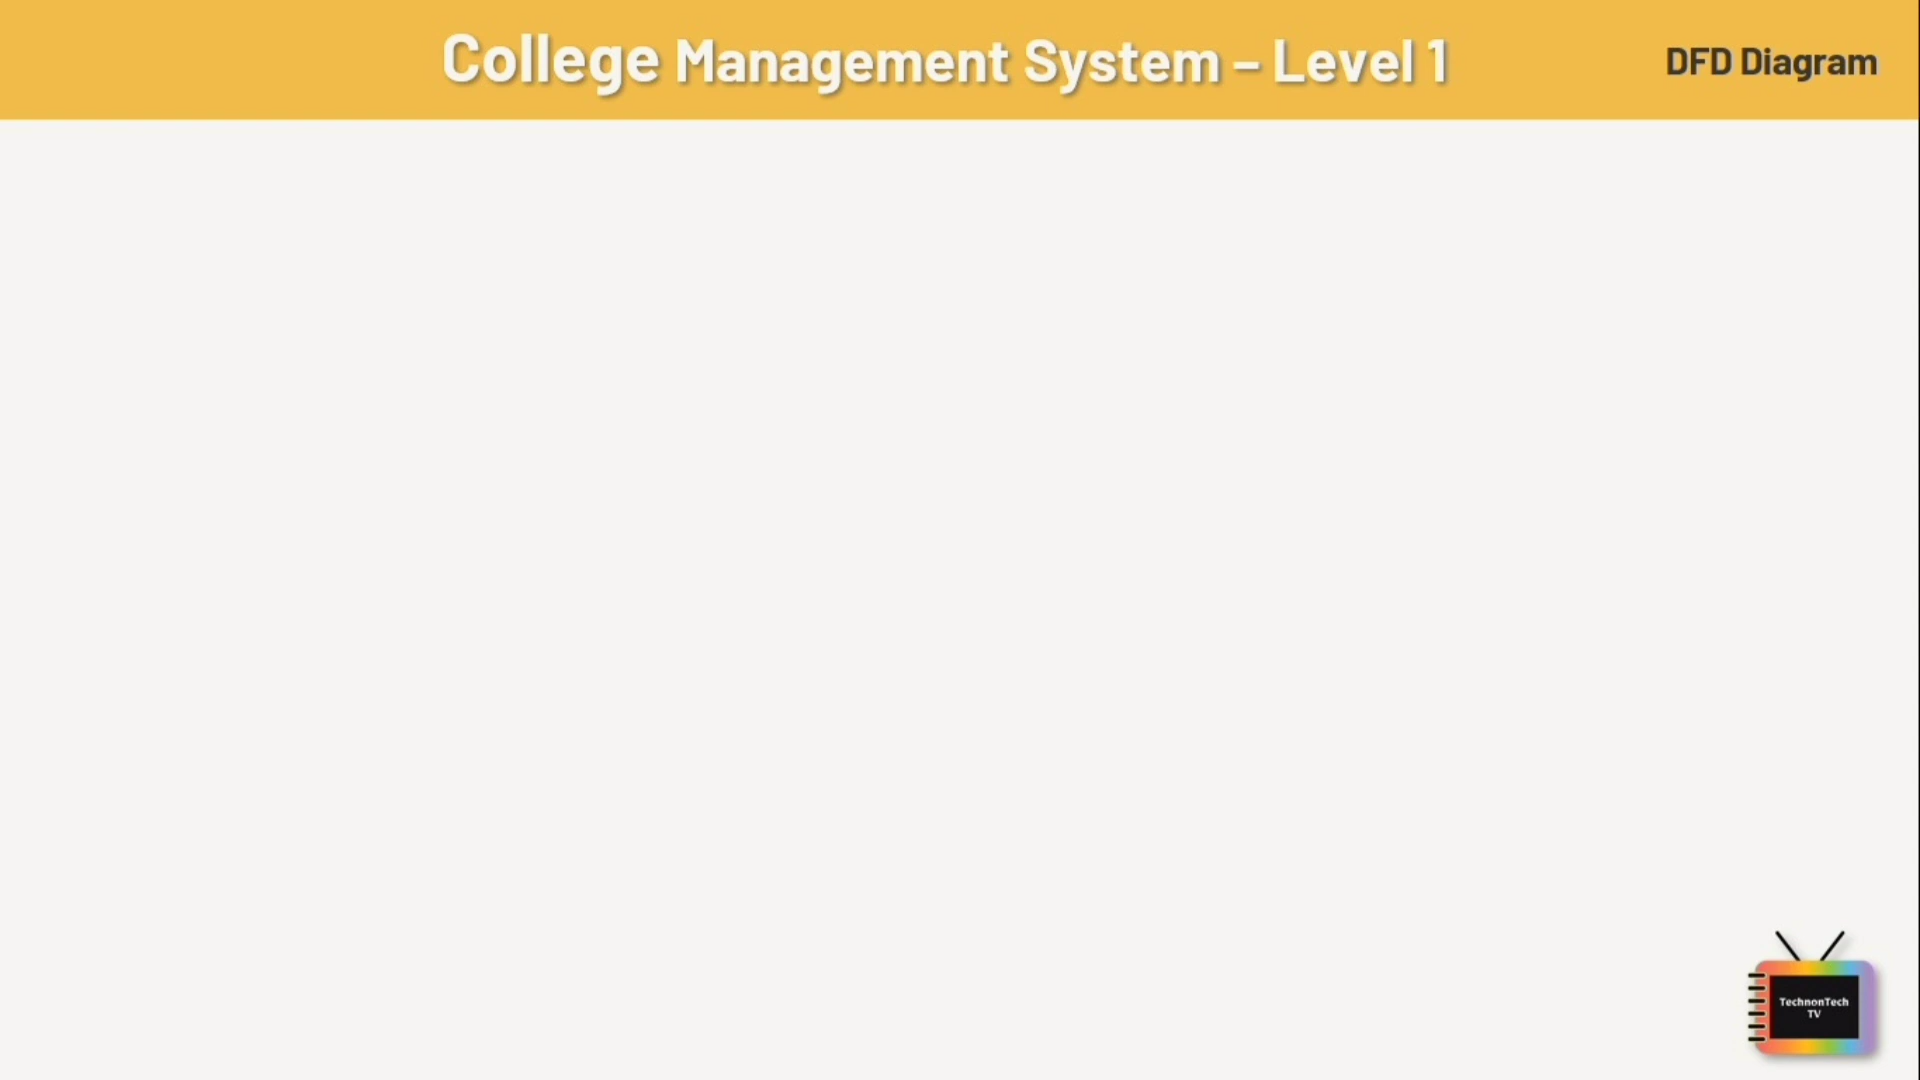 College Management System – Level 1
DFD Diagram
TechnonTech
TV